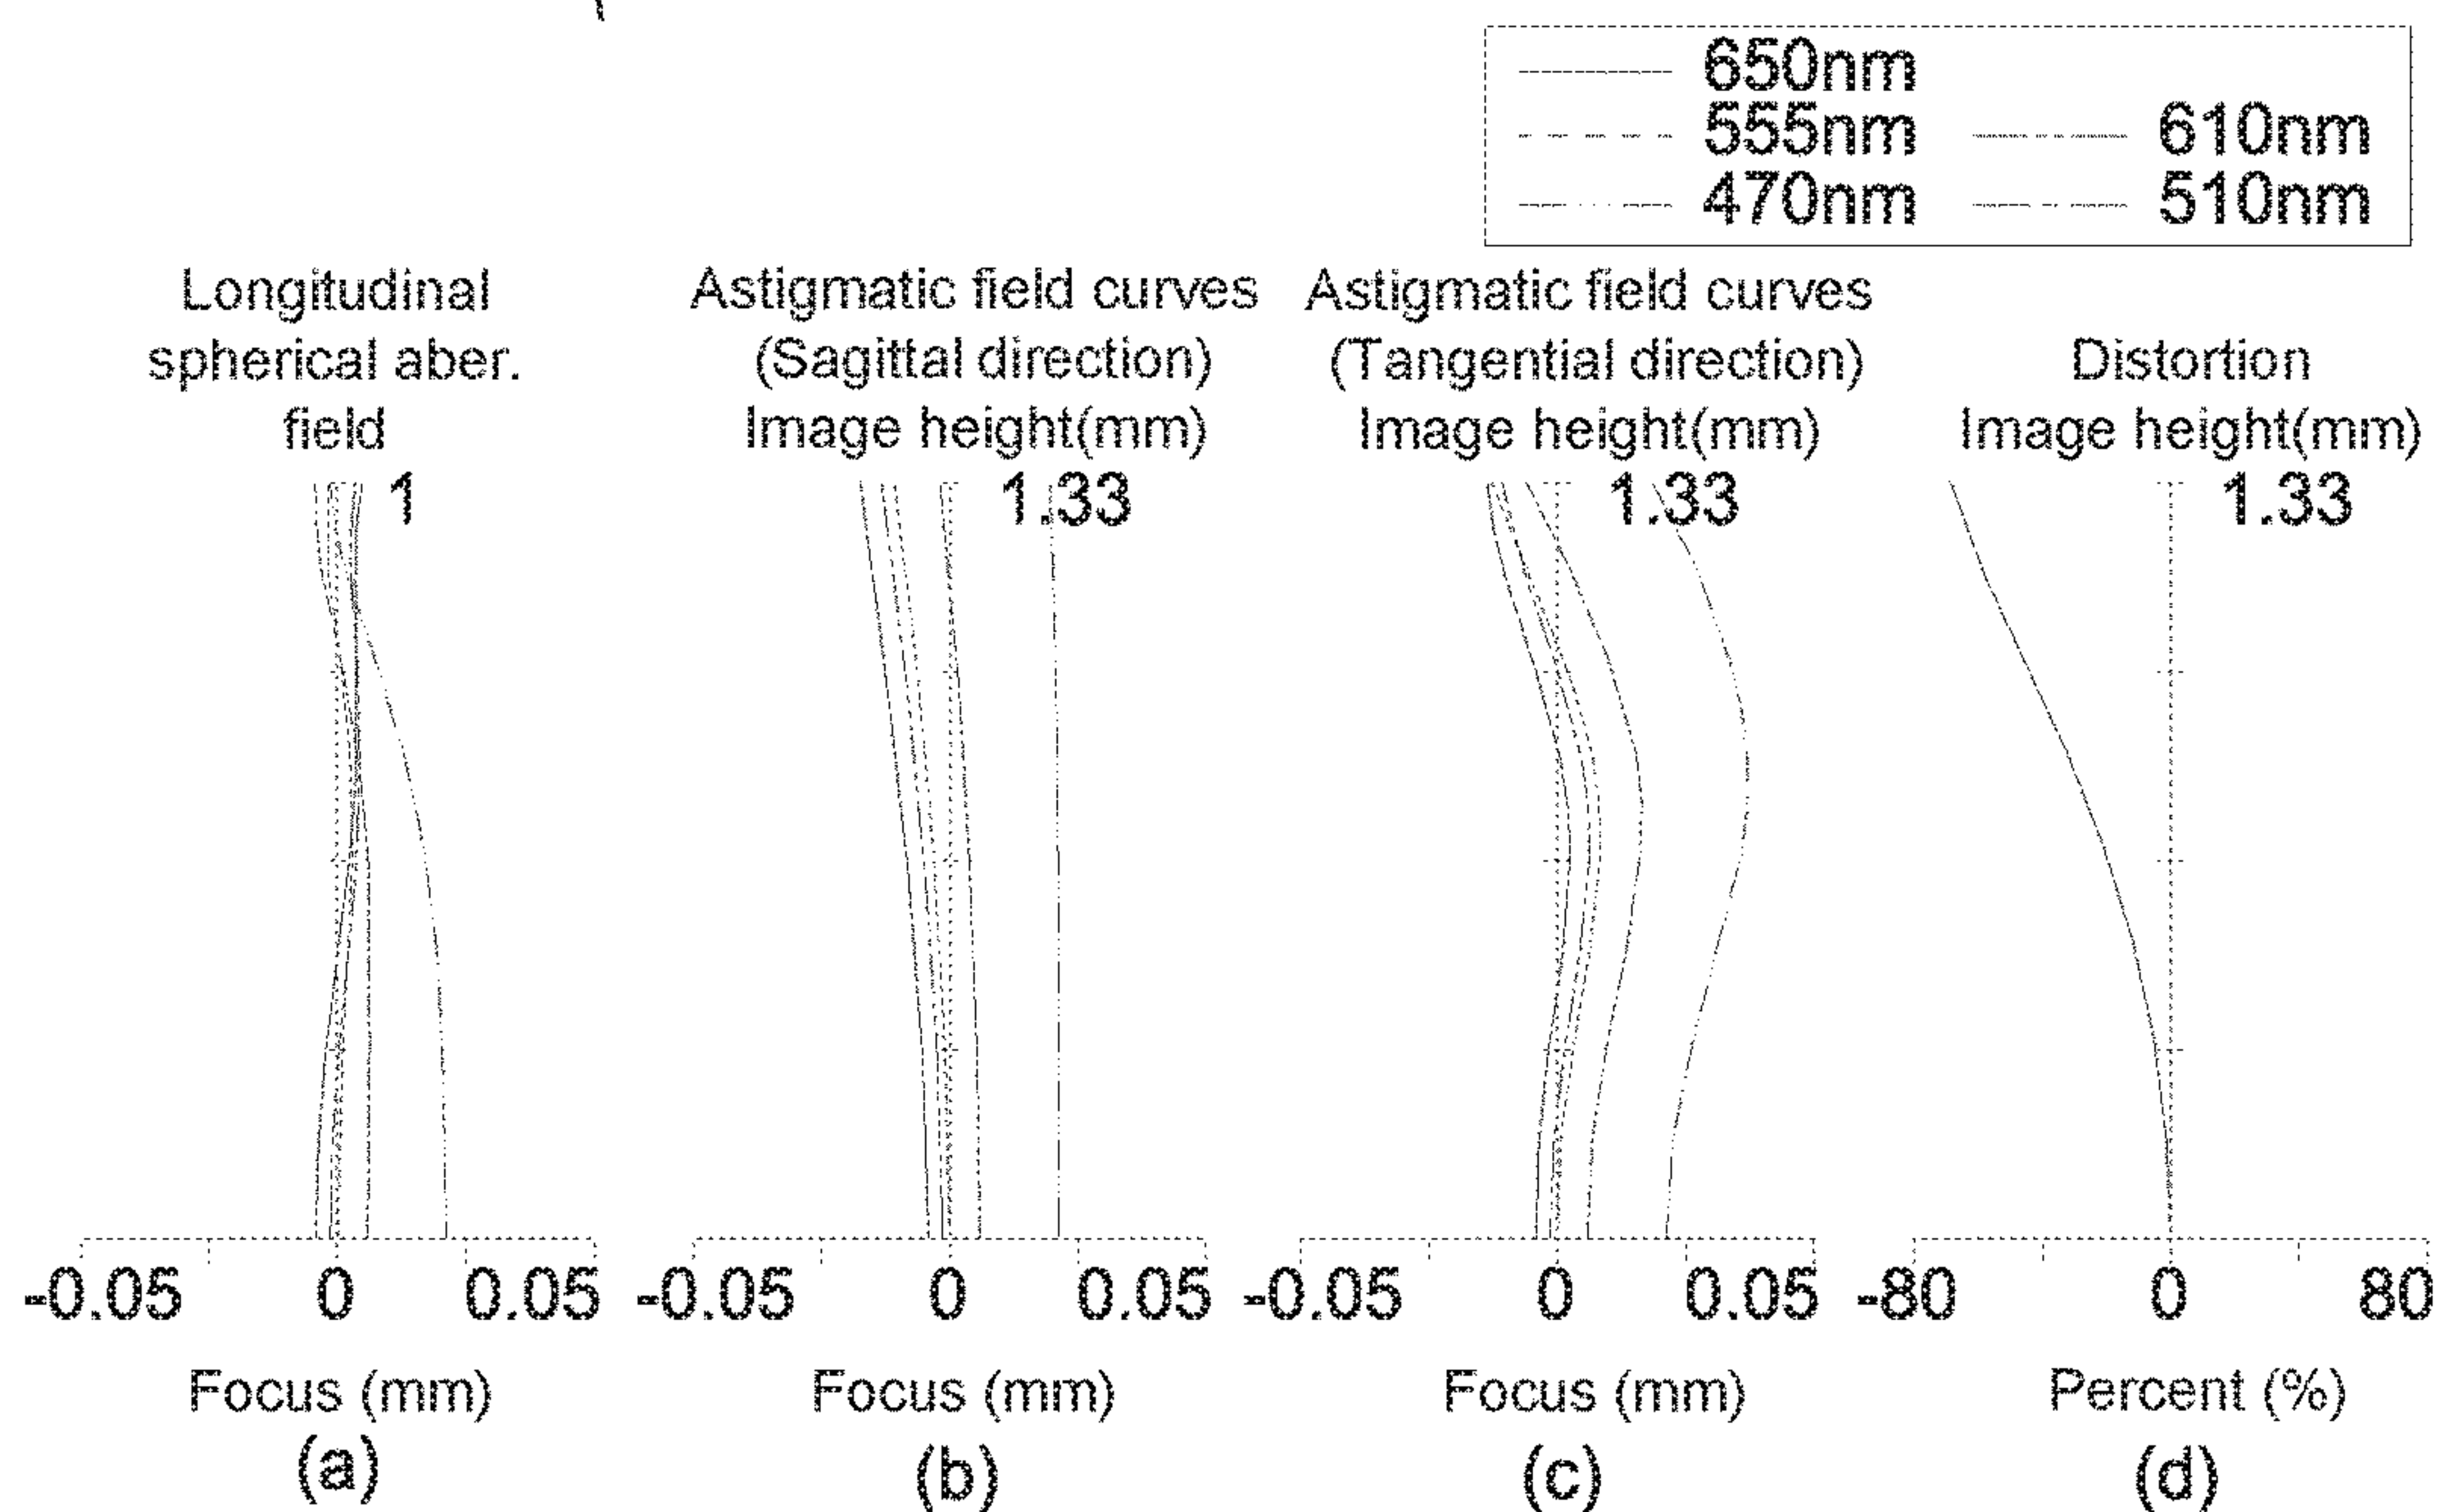 650nm
555nm 610nm
470nm 510nm
Longitudinal
spherical aber.
field
1
Astigmatic field curves
(Sagittal direction)
Image height(mm)
1.33
Astigmatic field curves
(Tangential direction)
Image height(mm)
1.33
Distortion
Image height(mm)
1.33
-0.05 0 0.05
-0.05 0 0.05
-0.05 0 0.05
-80 0 80
Focus (mm)
Focus (mm)
Focus (mm)
Percent (%)
(a)
(b)
(c)
(d)